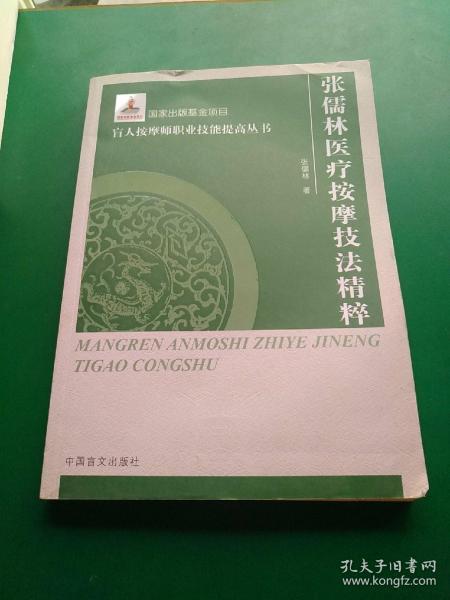 国家出版基金项目
盲人按摩师职业技能提高丛书
张儒林医疗按摩技法精粹
张儒林 著
MANGREN ANMOSHI ZHIYE JINENG
TIGAO CONGSHU
中国盲文出版社
孔夫子旧书网
www.kongfz.com